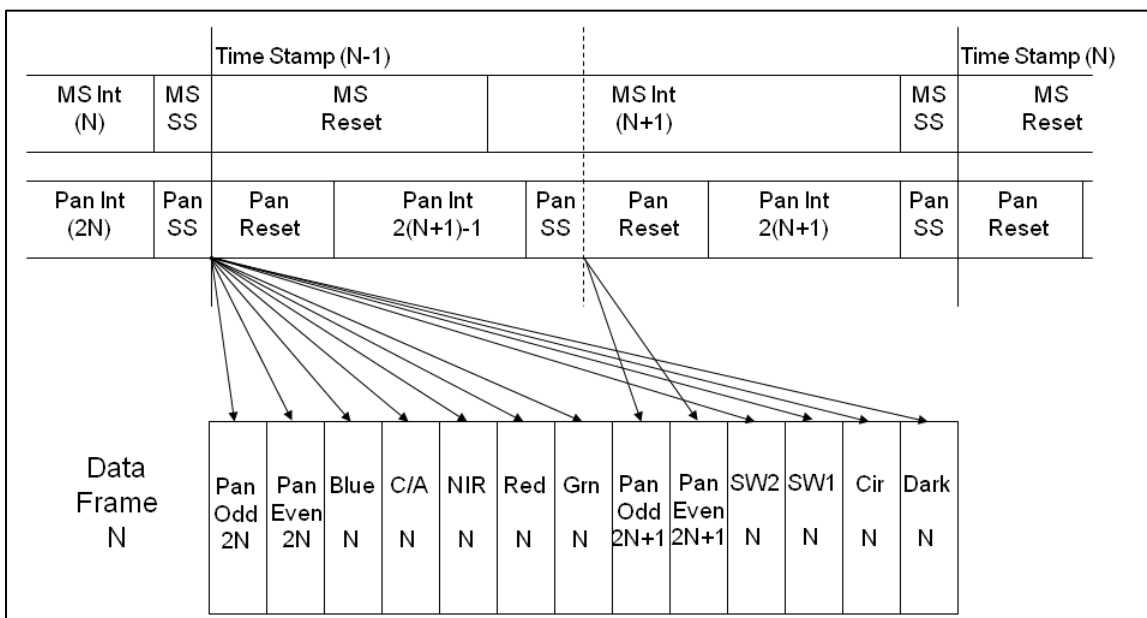 Time Stamp (N-1)
Time Stamp (N)
MS Int
(N)
MS
SS
MS
Reset
MS Int
(N+1)
MS
SS
MS
Reset
Pan Int
(2N)
Pan
SS
Pan
Reset
Pan Int
2(N+1)-1
Pan
SS
Pan
Reset
Pan Int
2(N+1)
Pan
SS
Pan
Reset
Data
Frame
N
Pan
Odd
2N
Pan
Even
2N
Blue
N
C/A
N
NIR
N
Red
N
Grn
N
Pan
Odd
2N+1
Pan
Even
2N+1
SW2
N
SW1
N
Cir
N
Dark
N